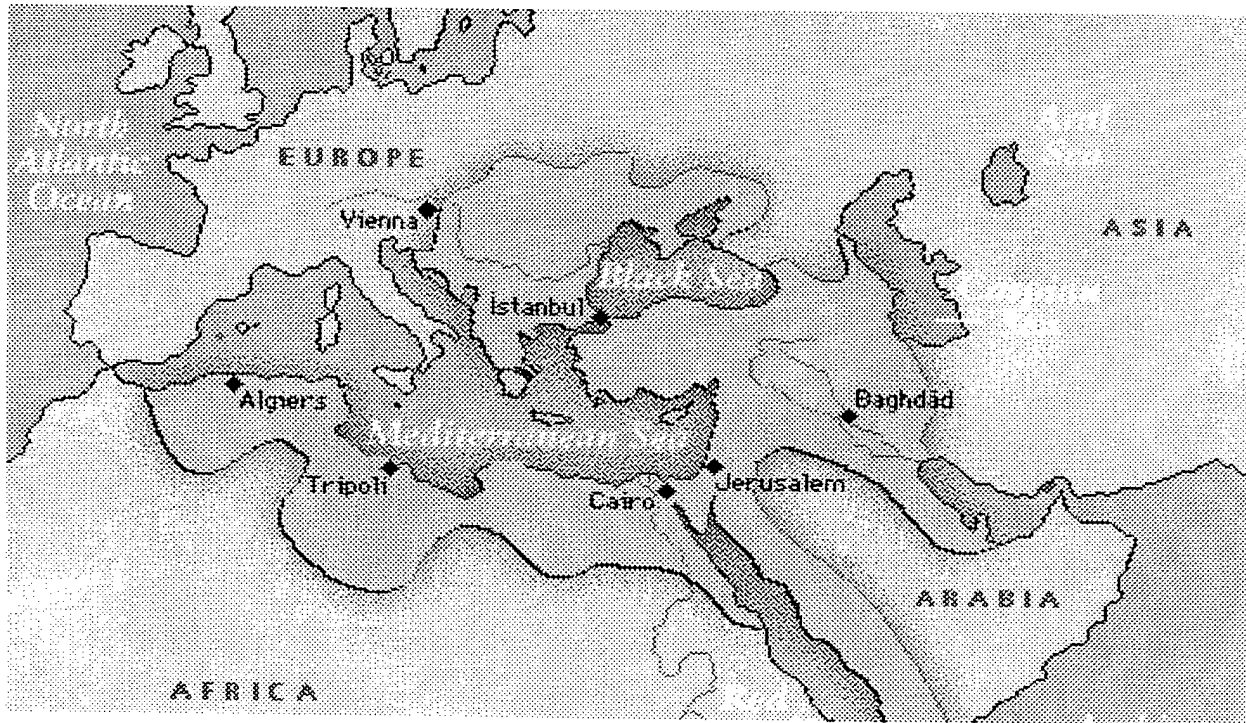 North
Atlantic
Ocean
EUROPE
Aral
Sea
ASIA
Vienna
Black Sea
Istanbul
Caspian
Sea
Algiers
Baghdad
Mediterranean Sea
Tripoli
Cairo
Jerusalem
ARABIA
AFRICA
Red